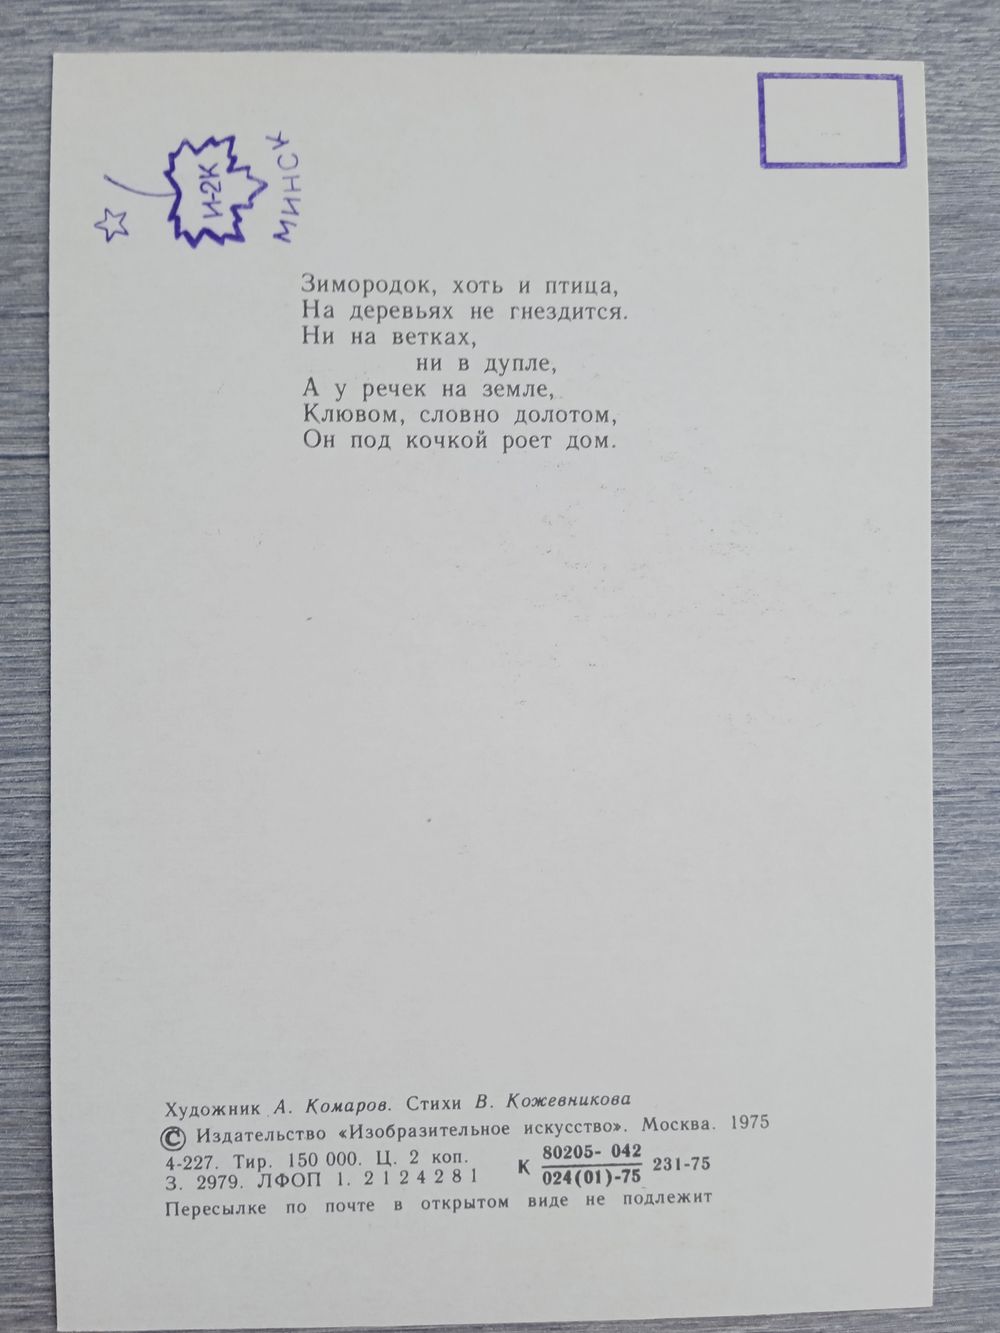 И-2К
МИНСК
Зимородок, хоть и птица,
На деревьях не гнездится.
Ни на ветках,
ни в дупле,
А у речек на земле,
Клювом, словно долотом,
Он под кочкой роет дом.
Художник А. Комаров. Стихи В. Кожевникова
© Издательство «Изобразительное искусство». Москва. 1975
4-227. Тир. 150 000. Ц. 2 коп.
З. 2979. ЛФОП 1. 2124281
К 80205-042
024(01)-75 231-75
Пересылке по почте в открытом виде не подлежит